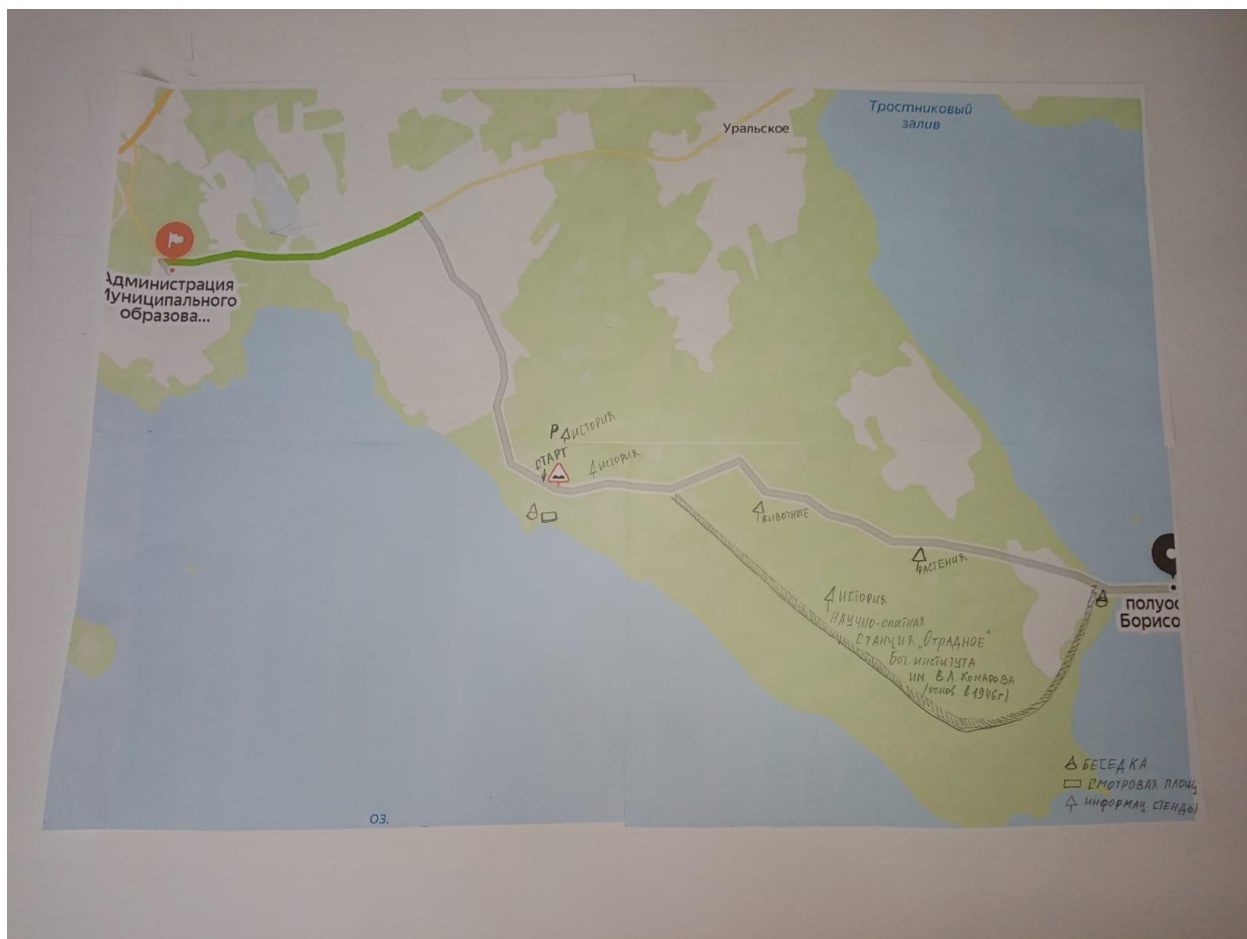 Тростниковый
залив
Уральское
Администрация
Муниципального
образова...
Р ИСТОРИЯ
СТАРТ
ИСТОРИЯ
ЖИВОТНЫЕ
РАСТЕНИЯ
полуос
Борисо
ИСТОРИЯ
НАУЧНО-ОПЫТНАЯ
СТАНЦИЯ „Отрадное"
Бот института
им. В Л. Комарова
(основ. в 1946г)
БЕСЕДКА
СМОТРОВАЯ ПЛОЩ
ИНФОРМАЦ СТЕНДЫ
оз.